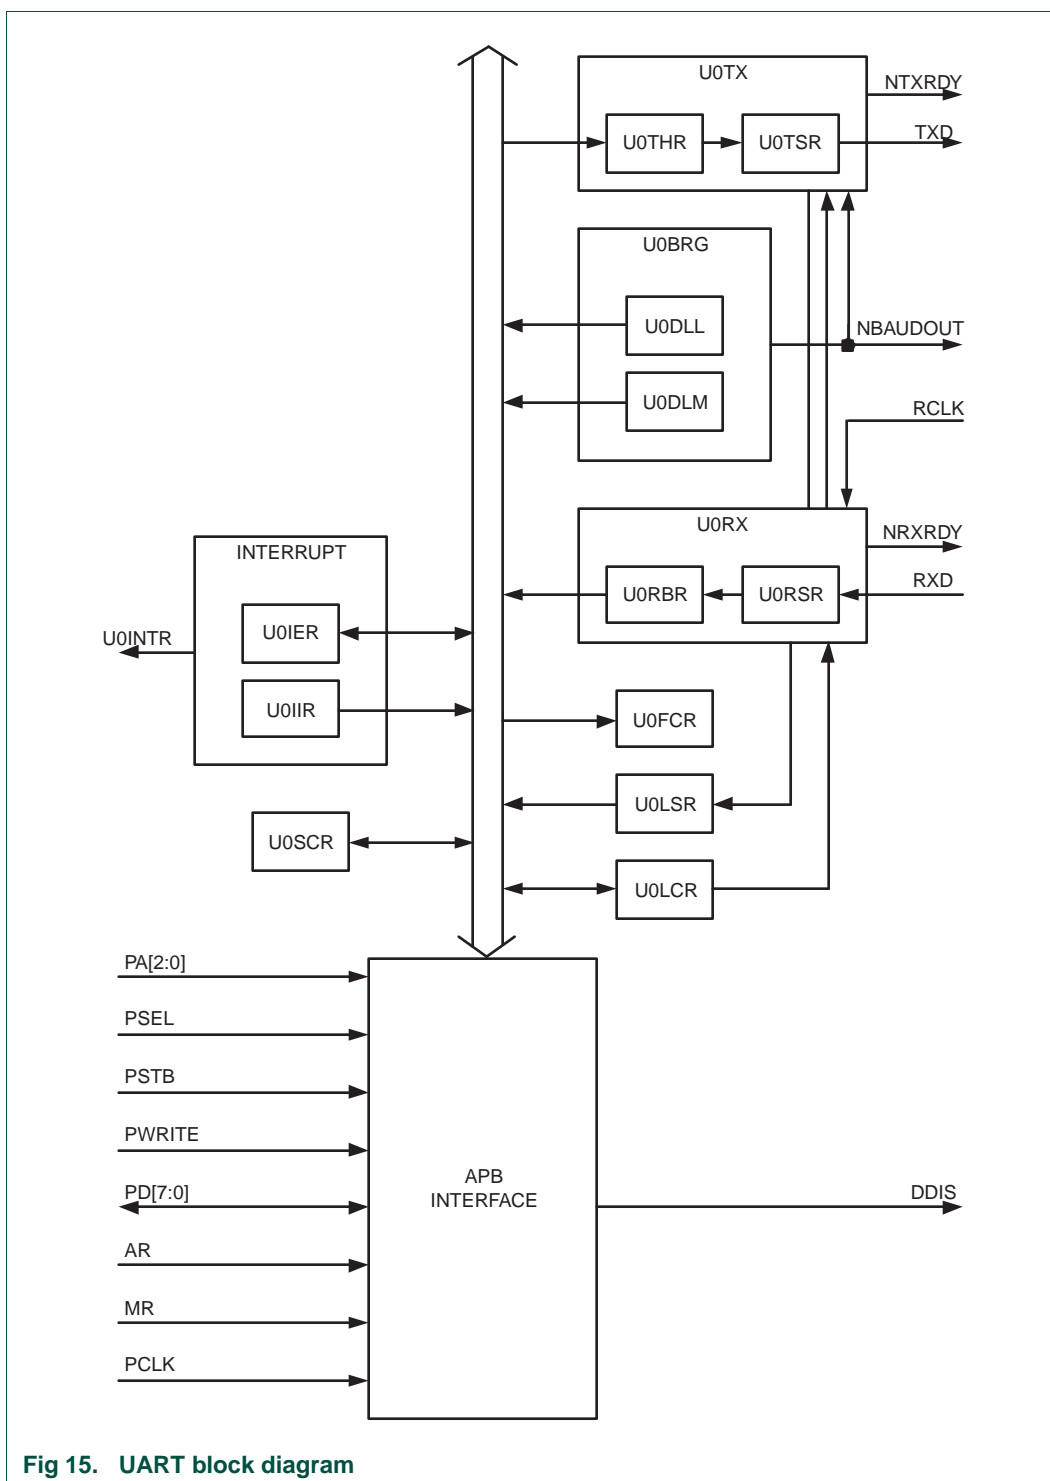 U0TX
NTXRDY
U0THR
U0TSR
TXD
U0BRG
U0DLL
NBAUDOUT
U0DLM
RCLK
U0RX
NRXRDY
INTERRUPT
RXD
U0RBR
U0RSR
U0INTR
U0IER
U0IIR
U0FCR
U0LSR
U0SCR
U0LCR
PA[2:0]
PSEL
PSTB
PWRITE
APB
INTERFACE
PD[7:0]
DDIS
AR
MR
PCLK
Fig 15. UART block diagram